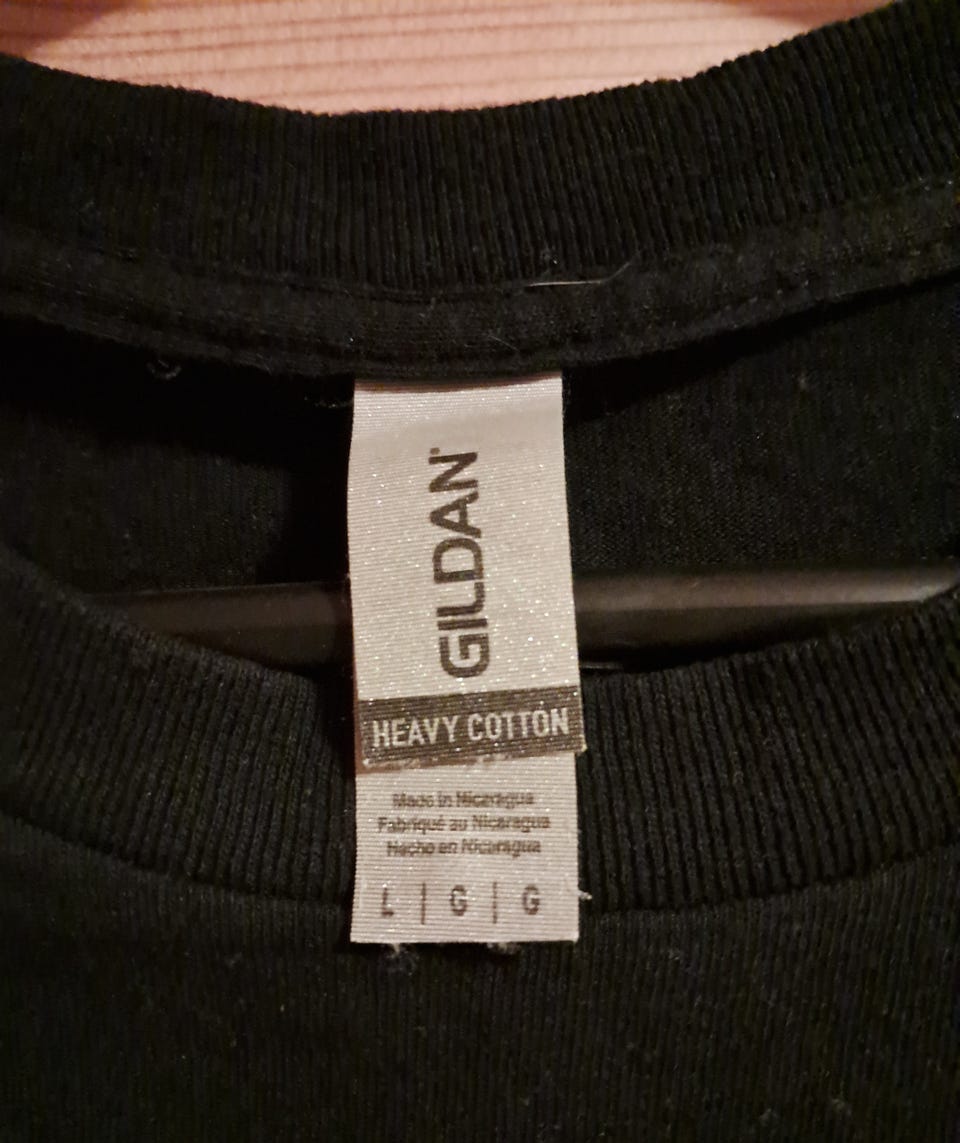 GILDAN®
HEAVY COTTON
Made in Nicaragua
Fabriqué au Nicaragua
Hecho en Nicaragua
L | G | G